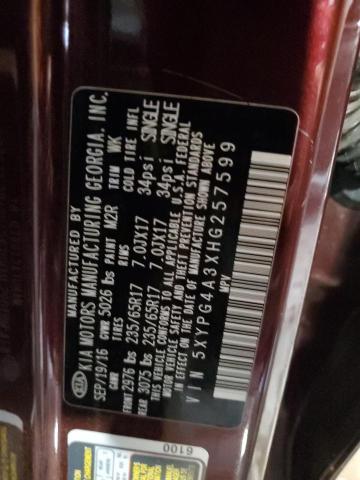 MANUFACTURED BY
KIA KIA MOTORS MANUFACTURING GEORGIA, INC.
SEP/19/16 GVWR 5026 lbs PAINT M2R TRIM WK
GAWR TIRES RIMS COLD TIRE INFL
FRONT 2976 lbs 235/65R17 7.0JX17 34psi SINGLE
REAR 3075 lbs 235/65R17 7.0JX17 34psi SINGLE
THIS VEHICLE CONFORMS TO ALL APPLICABLE U.S.A. FEDERAL
MOTOR VEHICLE SAFETY AND THEFT PREVENTION STANDARDS
IN EFFECT ON THE DATE OF MANUFACTURE SHOWN ABOVE
VIN 5XYPG4A3XHG257599
MPV
6100